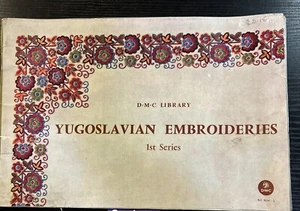 D·M·C LIBRARY
YUGOSLAVIAN EMBROIDERIES
1st Series